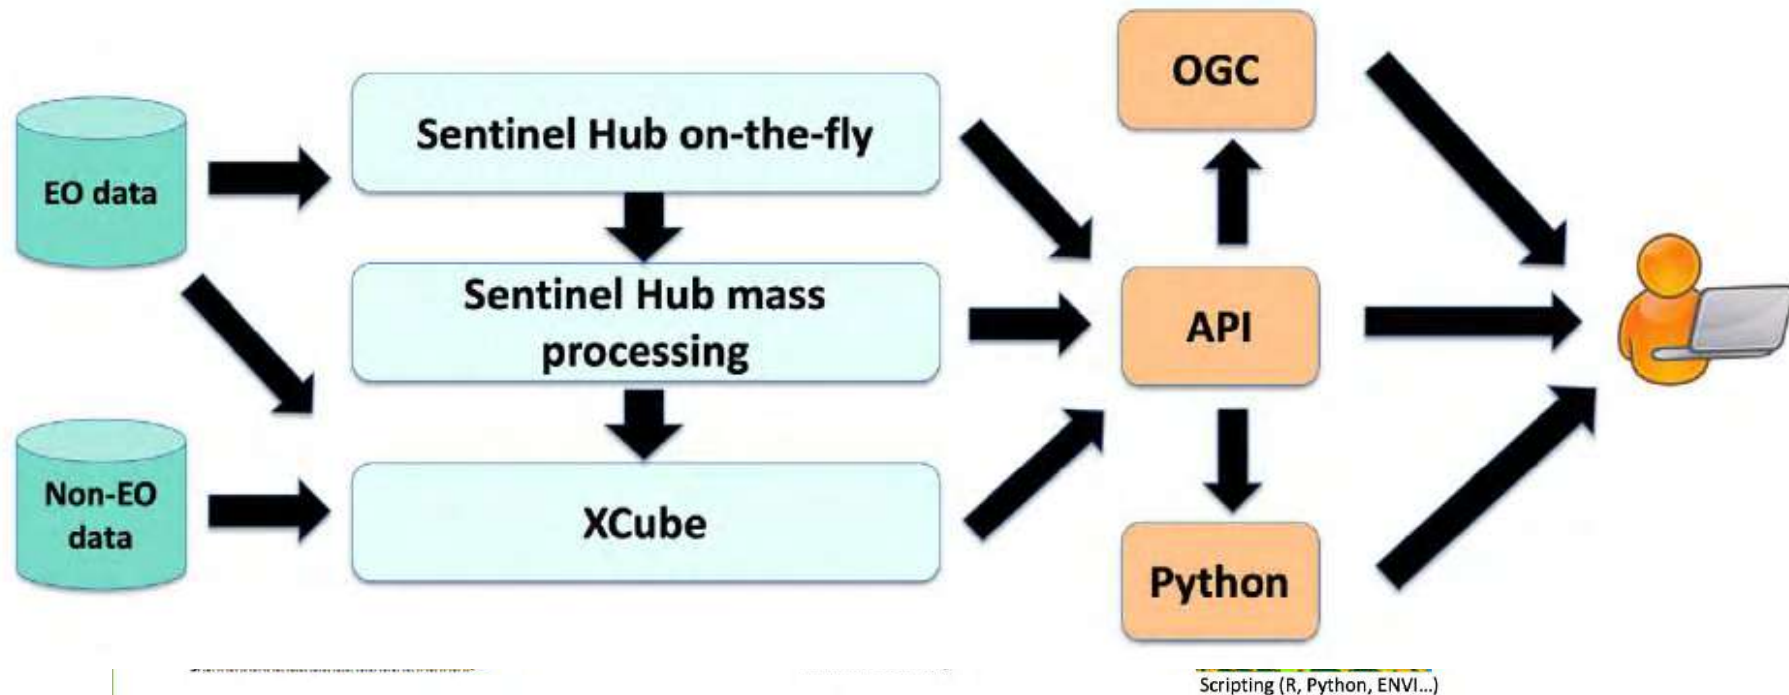 OGC
Sentinel Hub on-the-fly
EO data
Sentinel Hub mass
processing
API
Non-EO
data
XCube
Python
Scripting (R, Python, ENVI...)